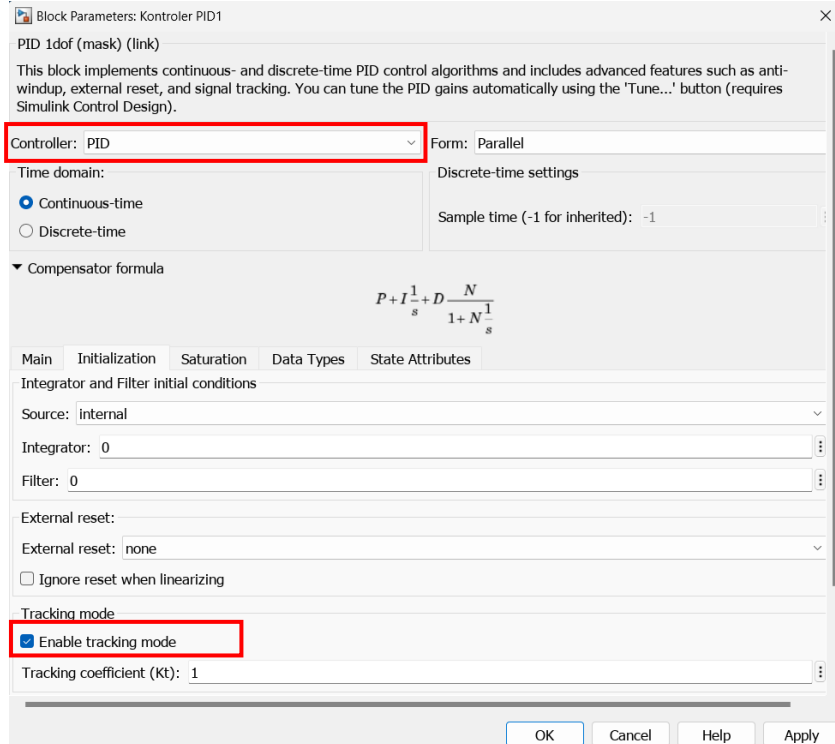 Block Parameters: Kontroler PID1
PID 1dof (mask) (link)
This block implements continuous- and discrete-time PID control algorithms and includes advanced features such as anti-
windup, external reset, and signal tracking. You can tune the PID gains automatically using the 'Tune...' button (requires
Simulink Control Design).
Controller: PID Form: Parallel
Time domain: Discrete-time settings
Continuous-time
Sample time (-1 for inherited): -1
Discrete-time
Compensator formula
P + I 1/s + D N/(1 + N 1/s)
Main Initialization Saturation Data Types State Attributes
Integrator and Filter initial conditions
Source: internal
Integrator: 0
Filter: 0
External reset:
External reset: none
Ignore reset when linearizing
Tracking mode
Enable tracking mode
Tracking coefficient (Kt): 1
OK Cancel Help Apply